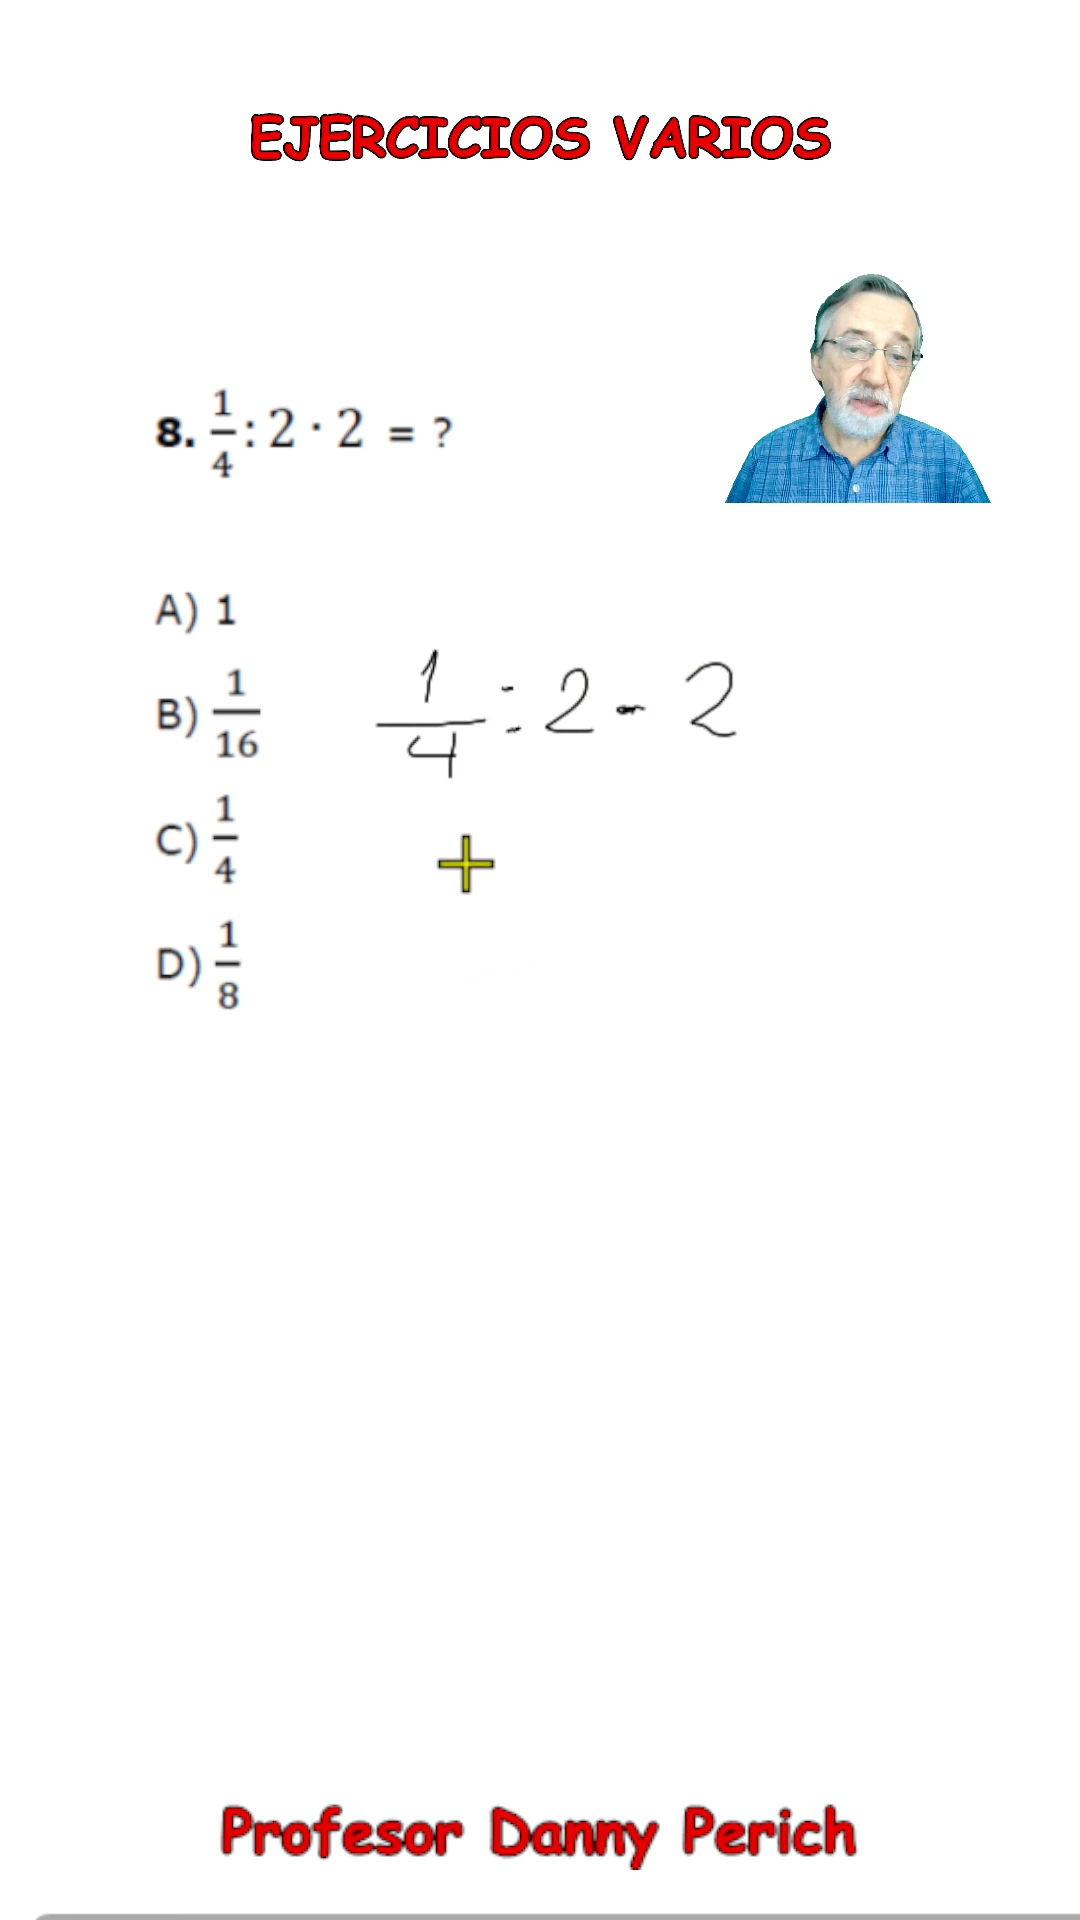 EJERCICIOS VARIOS
8. 1/4 : 2 · 2 = ?
A) 1
B) 1/16
1/4 : 2 · 2
C) 1/4
D) 1/8
Profesor Danny Perich